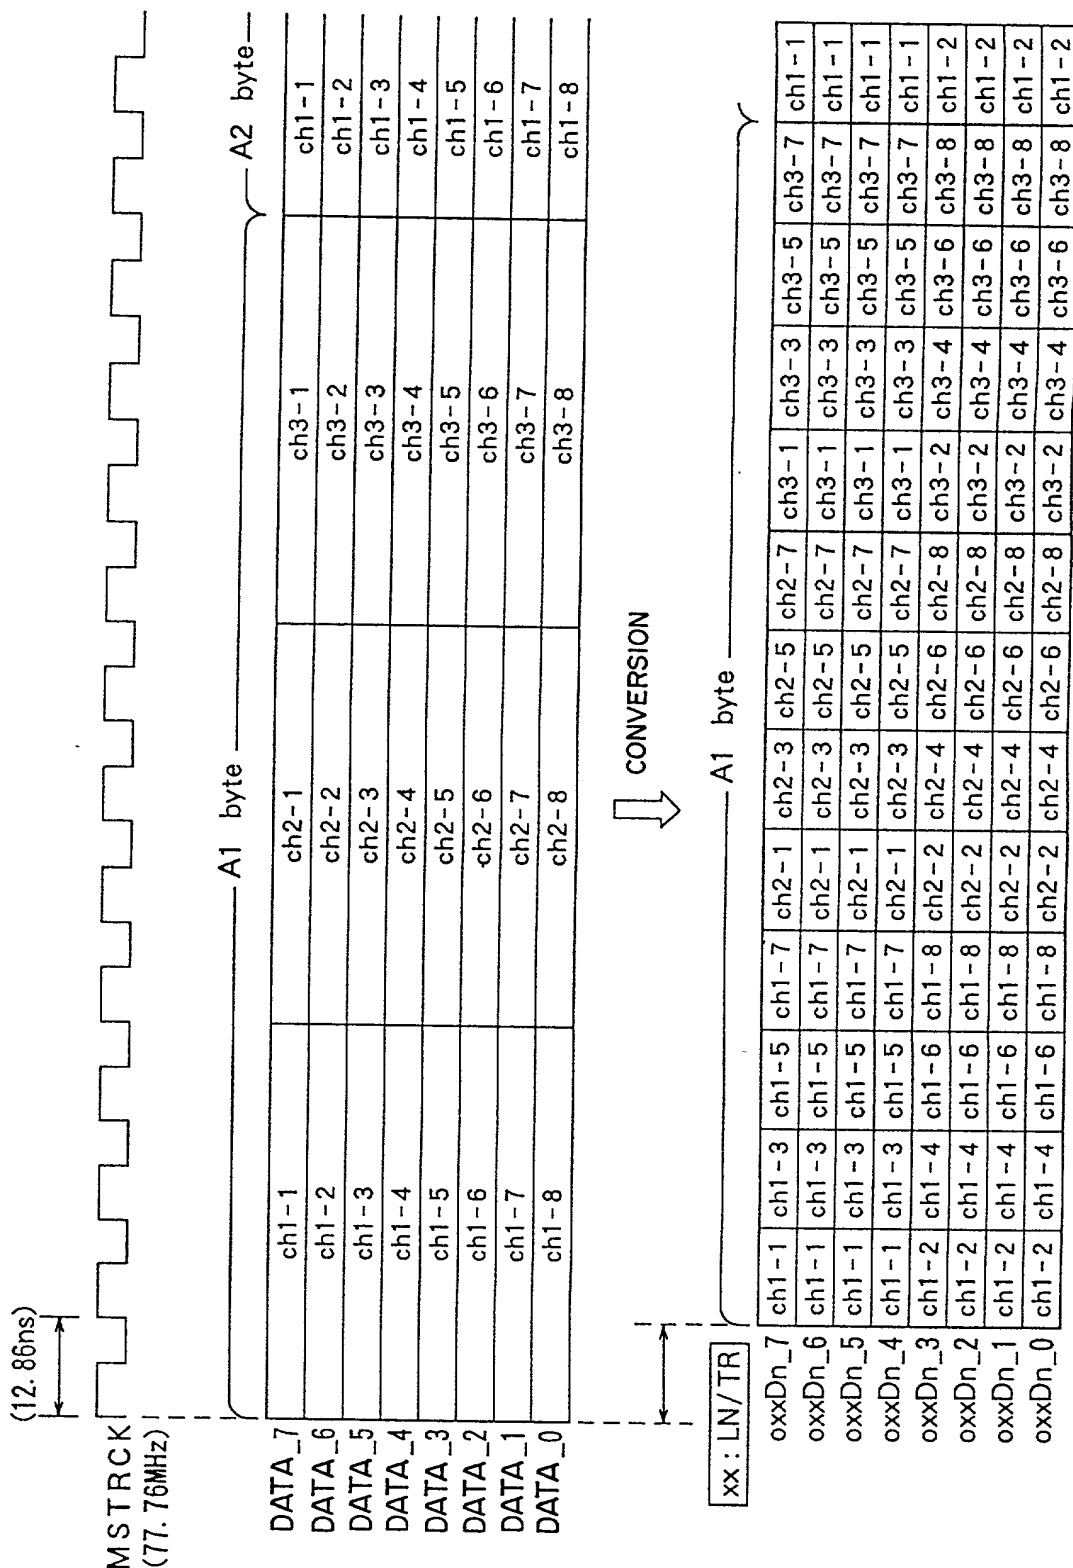 (12. 86ns)
MSTRCK
(77. 76MHz)
A1 byte A2 byte
DATA_7 ch1-1 ch2-1 ch3-1 ch1-1
DATA_6 ch1-2 ch2-2 ch3-2 ch1-2
DATA_5 ch1-3 ch2-3 ch3-3 ch1-3
DATA_4 ch1-4 ch2-4 ch3-4 ch1-4
DATA_3 ch1-5 ch2-5 ch3-5 ch1-5
DATA_2 ch1-6 ch2-6 ch3-6 ch1-6
DATA_1 ch1-7 ch2-7 ch3-7 ch1-7
DATA_0 ch1-8 ch2-8 ch3-8 ch1-8
CONVERSION
xx : LN/TR
A1 byte
oxxDn_7 ch1-1 ch1-3 ch1-5 ch1-7 ch2-1 ch2-3 ch2-5 ch2-7 ch3-1 ch3-3 ch3-5 ch3-7 ch1-1
oxxDn_6 ch1-1 ch1-3 ch1-5 ch1-7 ch2-1 ch2-3 ch2-5 ch2-7 ch3-1 ch3-3 ch3-5 ch3-7 ch1-1
oxxDn_5 ch1-1 ch1-3 ch1-5 ch1-7 ch2-1 ch2-3 ch2-5 ch2-7 ch3-1 ch3-3 ch3-5 ch3-7 ch1-1
oxxDn_4 ch1-1 ch1-3 ch1-5 ch1-7 ch2-1 ch2-3 ch2-5 ch2-7 ch3-1 ch3-3 ch3-5 ch3-7 ch1-1
oxxDn_3 ch1-2 ch1-4 ch1-6 ch1-8 ch2-2 ch2-4 ch2-6 ch2-8 ch3-2 ch3-4 ch3-6 ch3-8 ch1-2
oxxDn_2 ch1-2 ch1-4 ch1-6 ch1-8 ch2-2 ch2-4 ch2-6 ch2-8 ch3-2 ch3-4 ch3-6 ch3-8 ch1-2
oxxDn_1 ch1-2 ch1-4 ch1-6 ch1-8 ch2-2 ch2-4 ch2-6 ch2-8 ch3-2 ch3-4 ch3-6 ch3-8 ch1-2
oxxDn_0 ch1-2 ch1-4 ch1-6 ch1-8 ch2-2 ch2-4 ch2-6 ch2-8 ch3-2 ch3-4 ch3-6 ch3-8 ch1-2